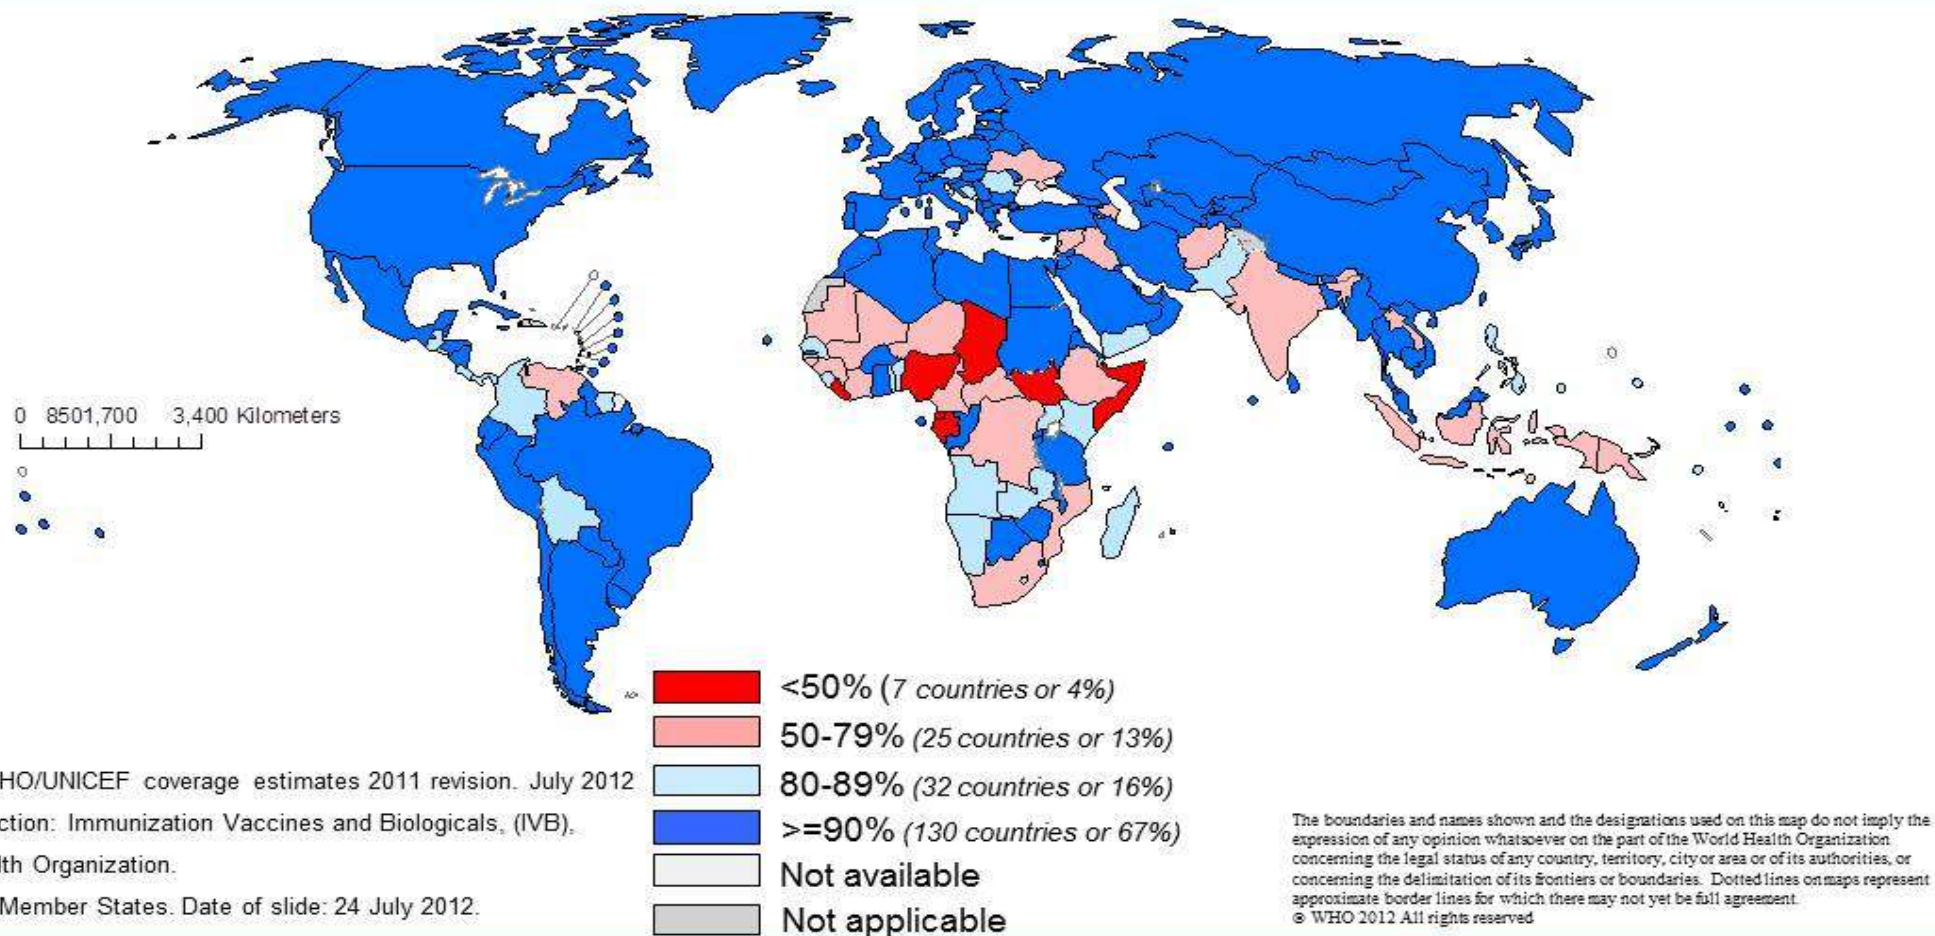 0 8501,700 3,400 Kilometers
<50% (7 countries or 4%)
50-79% (25 countries or 13%)
80-89% (32 countries or 16%)
>=90% (130 countries or 67%)
Not available
Not applicable
HO/UNICEF coverage estimates 2011 revision. July 2012
ction: Immunization Vaccines and Biologicals, (IVB),
lth Organization.
Member States. Date of slide: 24 July 2012.
The boundaries and names shown and the designations used on this map do not imply the
expression of any opinion whatsoever on the part of the World Health Organization
concerning the legal status of any country, territory, city or area or of its authorities, or
concerning the delimitation of its frontiers or boundaries. Dotted lines on maps represent
approximate border lines for which there may not yet be full agreement.
© WHO 2012 All rights reserved